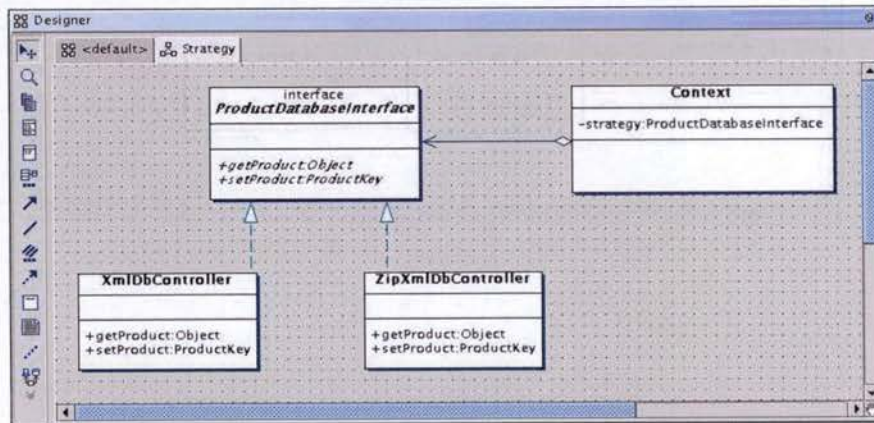 Designer
<default>
Strategy
interface
ProductDatabaseInterface
+getProduct:Object
+setProduct:ProductKey
Context
-strategy:ProductDatabaseInterface
XmlDbController
+getProduct:Object
+setProduct:ProductKey
ZipXmlDbController
+getProduct:Object
+setProduct:ProductKey